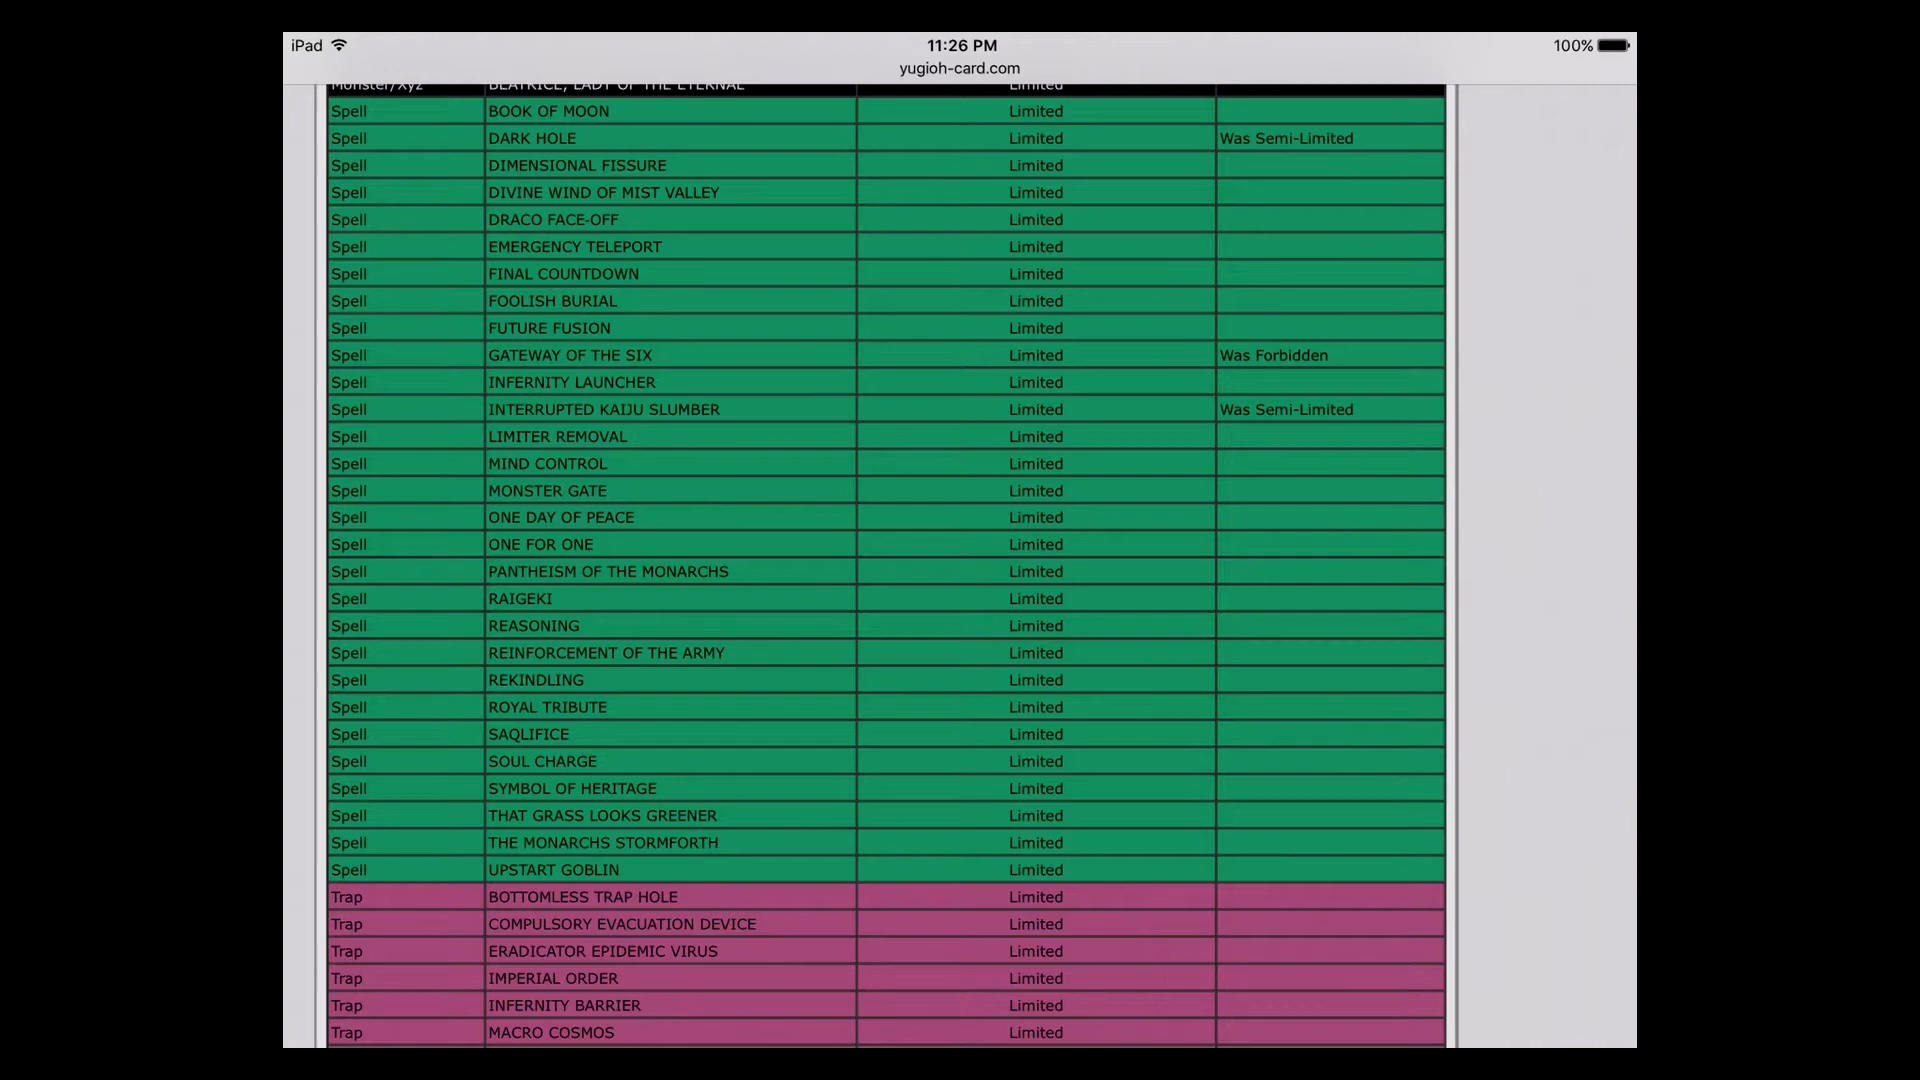 iPad 11:26 PM 100%
yugioh-card.com
Monster/Xyz BEATRICE, LADY OF THE ETERNAL Limited
Spell BOOK OF MOON Limited
Spell DARK HOLE Limited Was Semi-Limited
Spell DIMENSIONAL FISSURE Limited
Spell DIVINE WIND OF MIST VALLEY Limited
Spell DRACO FACE-OFF Limited
Spell EMERGENCY TELEPORT Limited
Spell FINAL COUNTDOWN Limited
Spell FOOLISH BURIAL Limited
Spell FUTURE FUSION Limited
Spell GATEWAY OF THE SIX Limited Was Forbidden
Spell INFERNITY LAUNCHER Limited
Spell INTERRUPTED KAIJU SLUMBER Limited Was Semi-Limited
Spell LIMITER REMOVAL Limited
Spell MIND CONTROL Limited
Spell MONSTER GATE Limited
Spell ONE DAY OF PEACE Limited
Spell ONE FOR ONE Limited
Spell PANTHEISM OF THE MONARCHS Limited
Spell RAIGEKI Limited
Spell REASONING Limited
Spell REINFORCEMENT OF THE ARMY Limited
Spell REKINDLING Limited
Spell ROYAL TRIBUTE Limited
Spell SAQLIFICE Limited
Spell SOUL CHARGE Limited
Spell SYMBOL OF HERITAGE Limited
Spell THAT GRASS LOOKS GREENER Limited
Spell THE MONARCHS STORMFORTH Limited
Spell UPSTART GOBLIN Limited
Trap BOTTOMLESS TRAP HOLE Limited
Trap COMPULSORY EVACUATION DEVICE Limited
Trap ERADICATOR EPIDEMIC VIRUS Limited
Trap IMPERIAL ORDER Limited
Trap INFERNITY BARRIER Limited
Trap MACRO COSMOS Limited